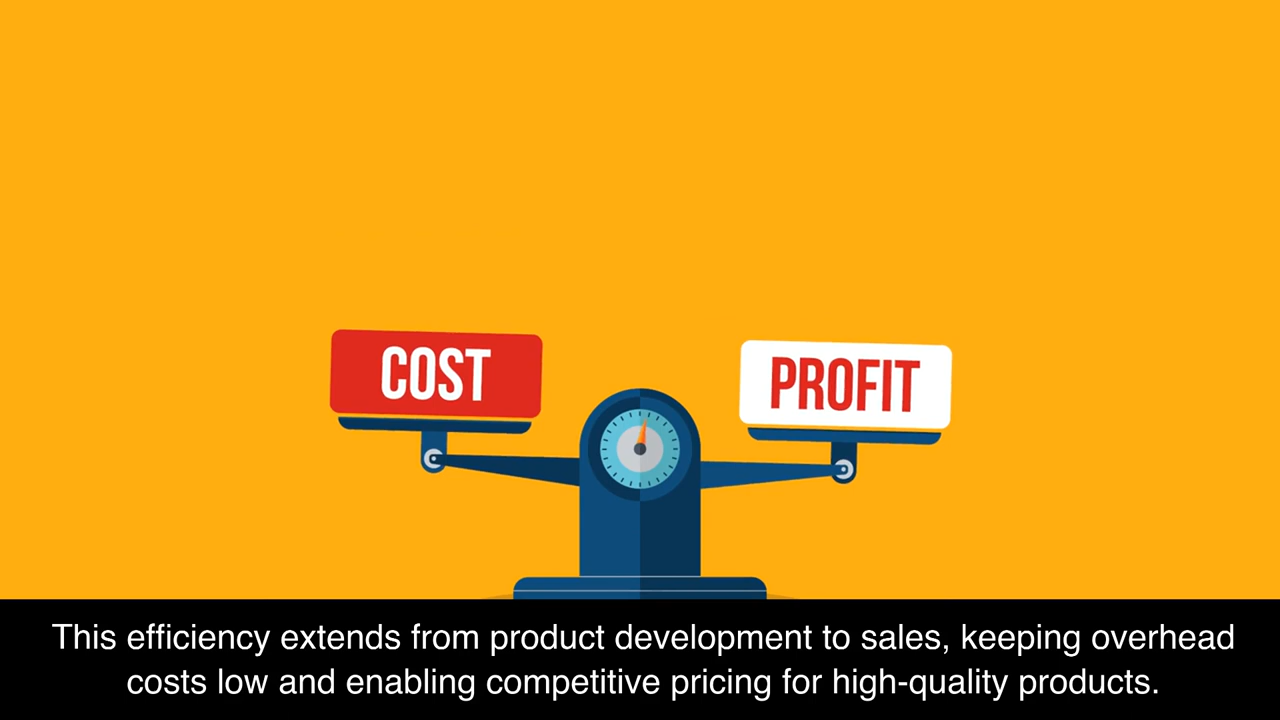 COST
PROFIT
This efficiency extends from product development to sales, keeping overhead
costs low and enabling competitive pricing for high-quality products.